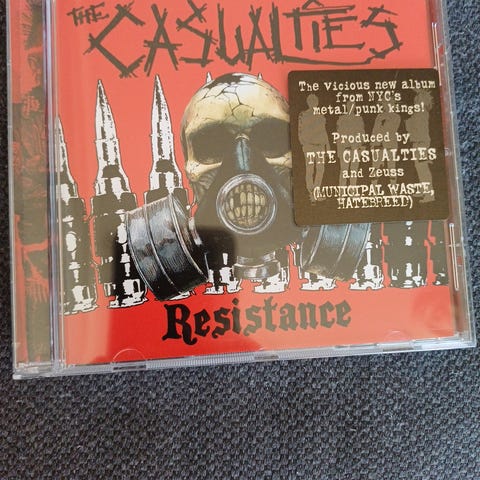 THE CASUALTIES
The vicious new album
from NYC's
metal/punk kings!
Produced by
THE CASUALTIES
and Zeuss
(MUNICIPAL WASTE,
HATEBREED)
Resistance